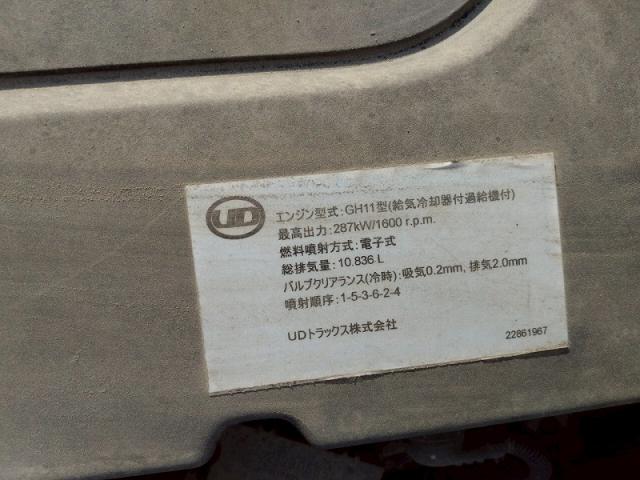 UD
エンジン型式:GH11型(給気冷却器付過給機付)
最高出力:287kW/1600 r.p.m.
燃料噴射方式:電子式
総排気量:10.836 L
バルブクリアランス(冷時):吸気0.2mm, 排気2.0mm
噴射順序:1-5-3-6-2-4
UDトラックス株式会社
22861967